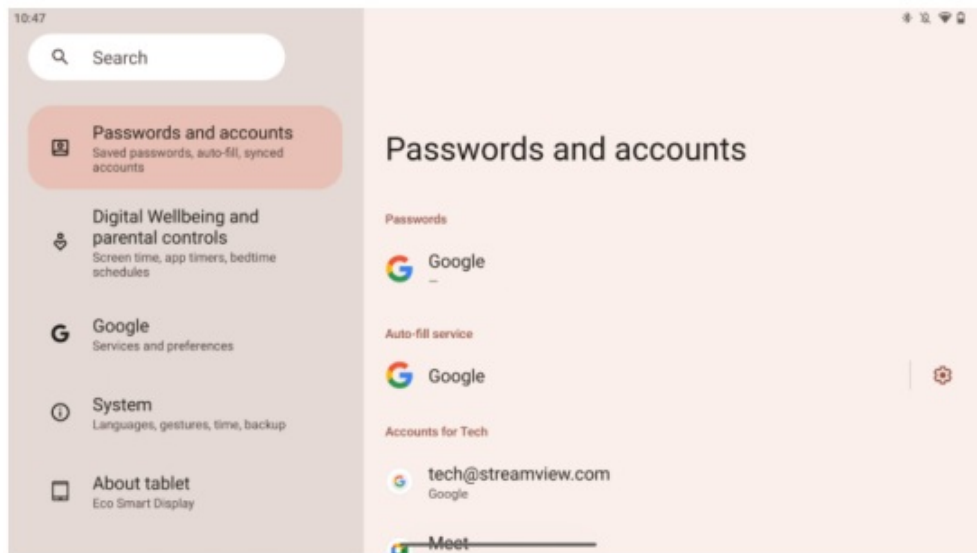 10:47
Search
Passwords and accounts
Saved passwords, auto-fill, synced
accounts
Digital Wellbeing and
parental controls
Screen time, app timers, bedtime
schedules
Google
Services and preferences
System
Languages, gestures, time, backup
About tablet
Eco Smart Display
Passwords and accounts
Passwords
Google
–
Auto-fill service
Google
Accounts for Tech
tech@streamview.com
Google
Meet